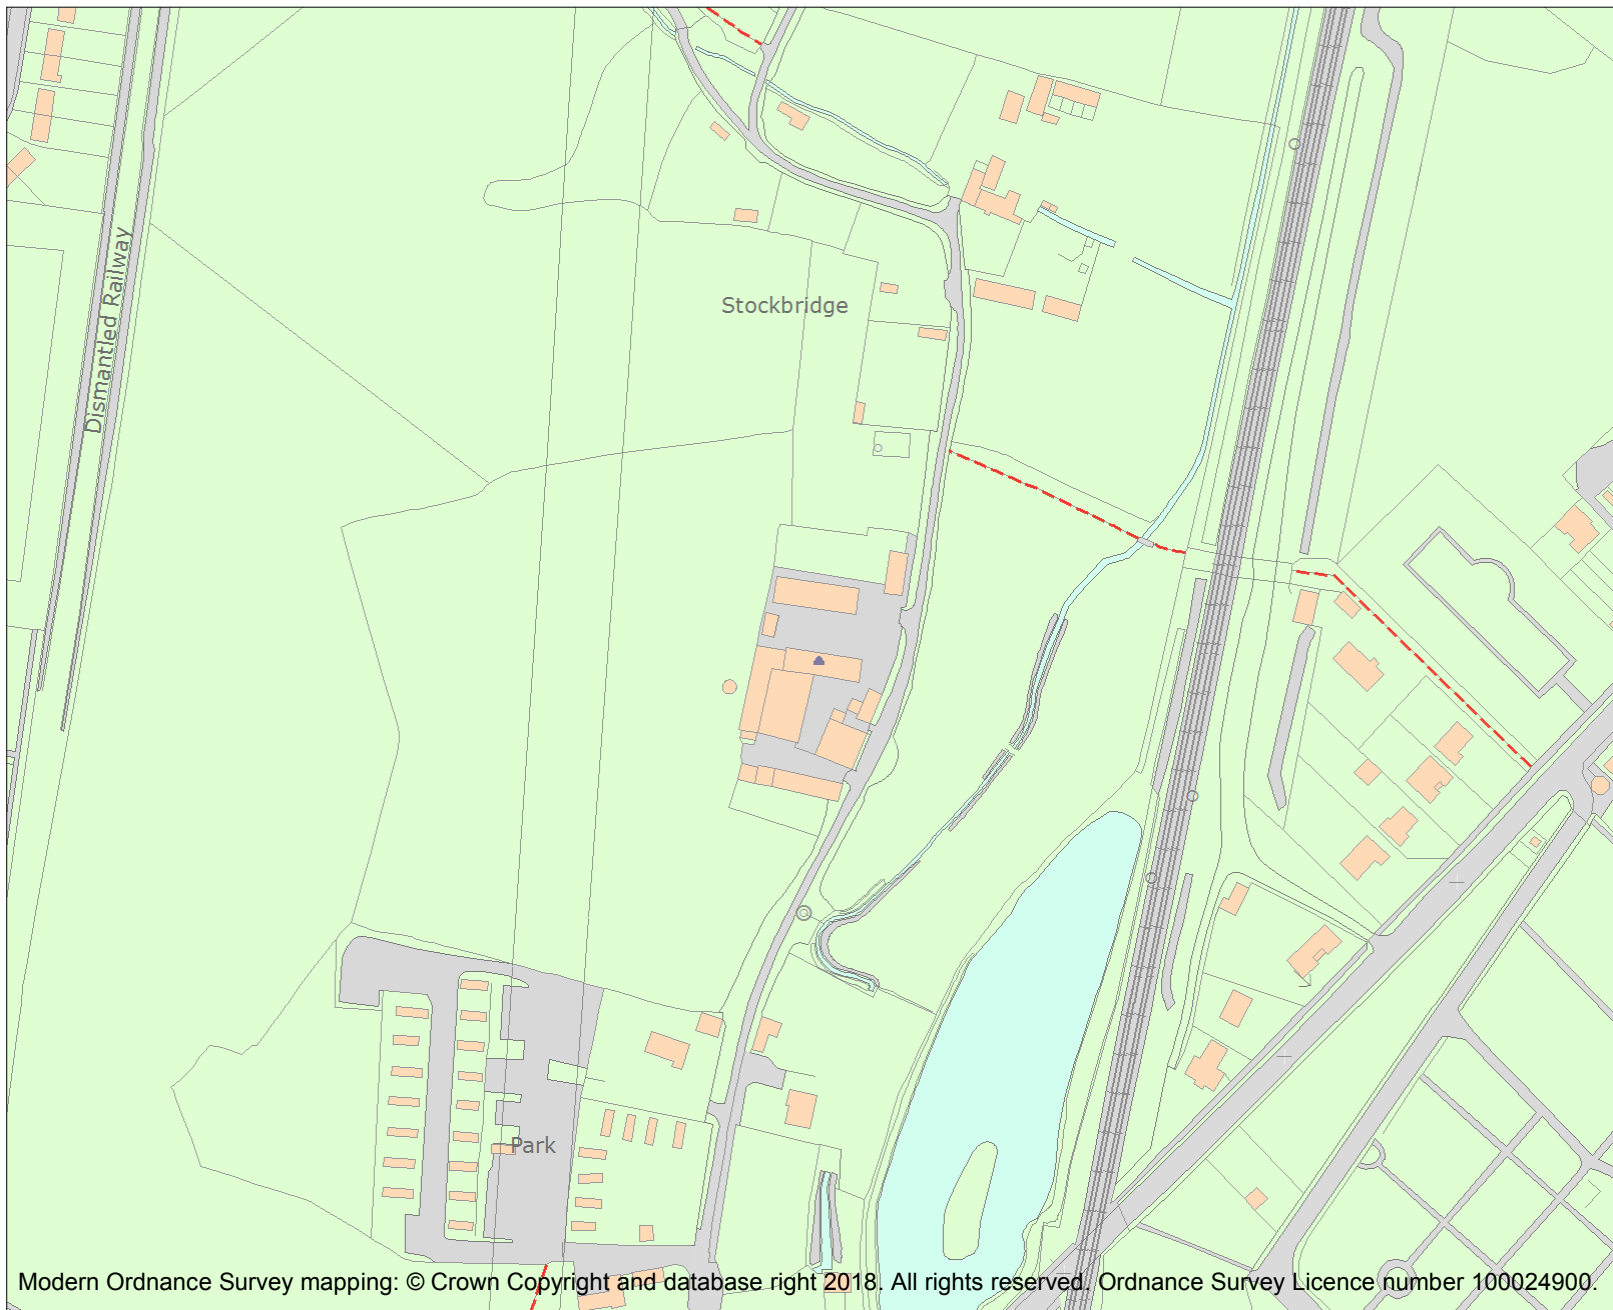 Dismantled Railway
Stockbridge
Park
Modern Ordnance Survey mapping: © Crown Copyright and database right 2018. All rights reserved. Ordnance Survey Licence number 100024900.